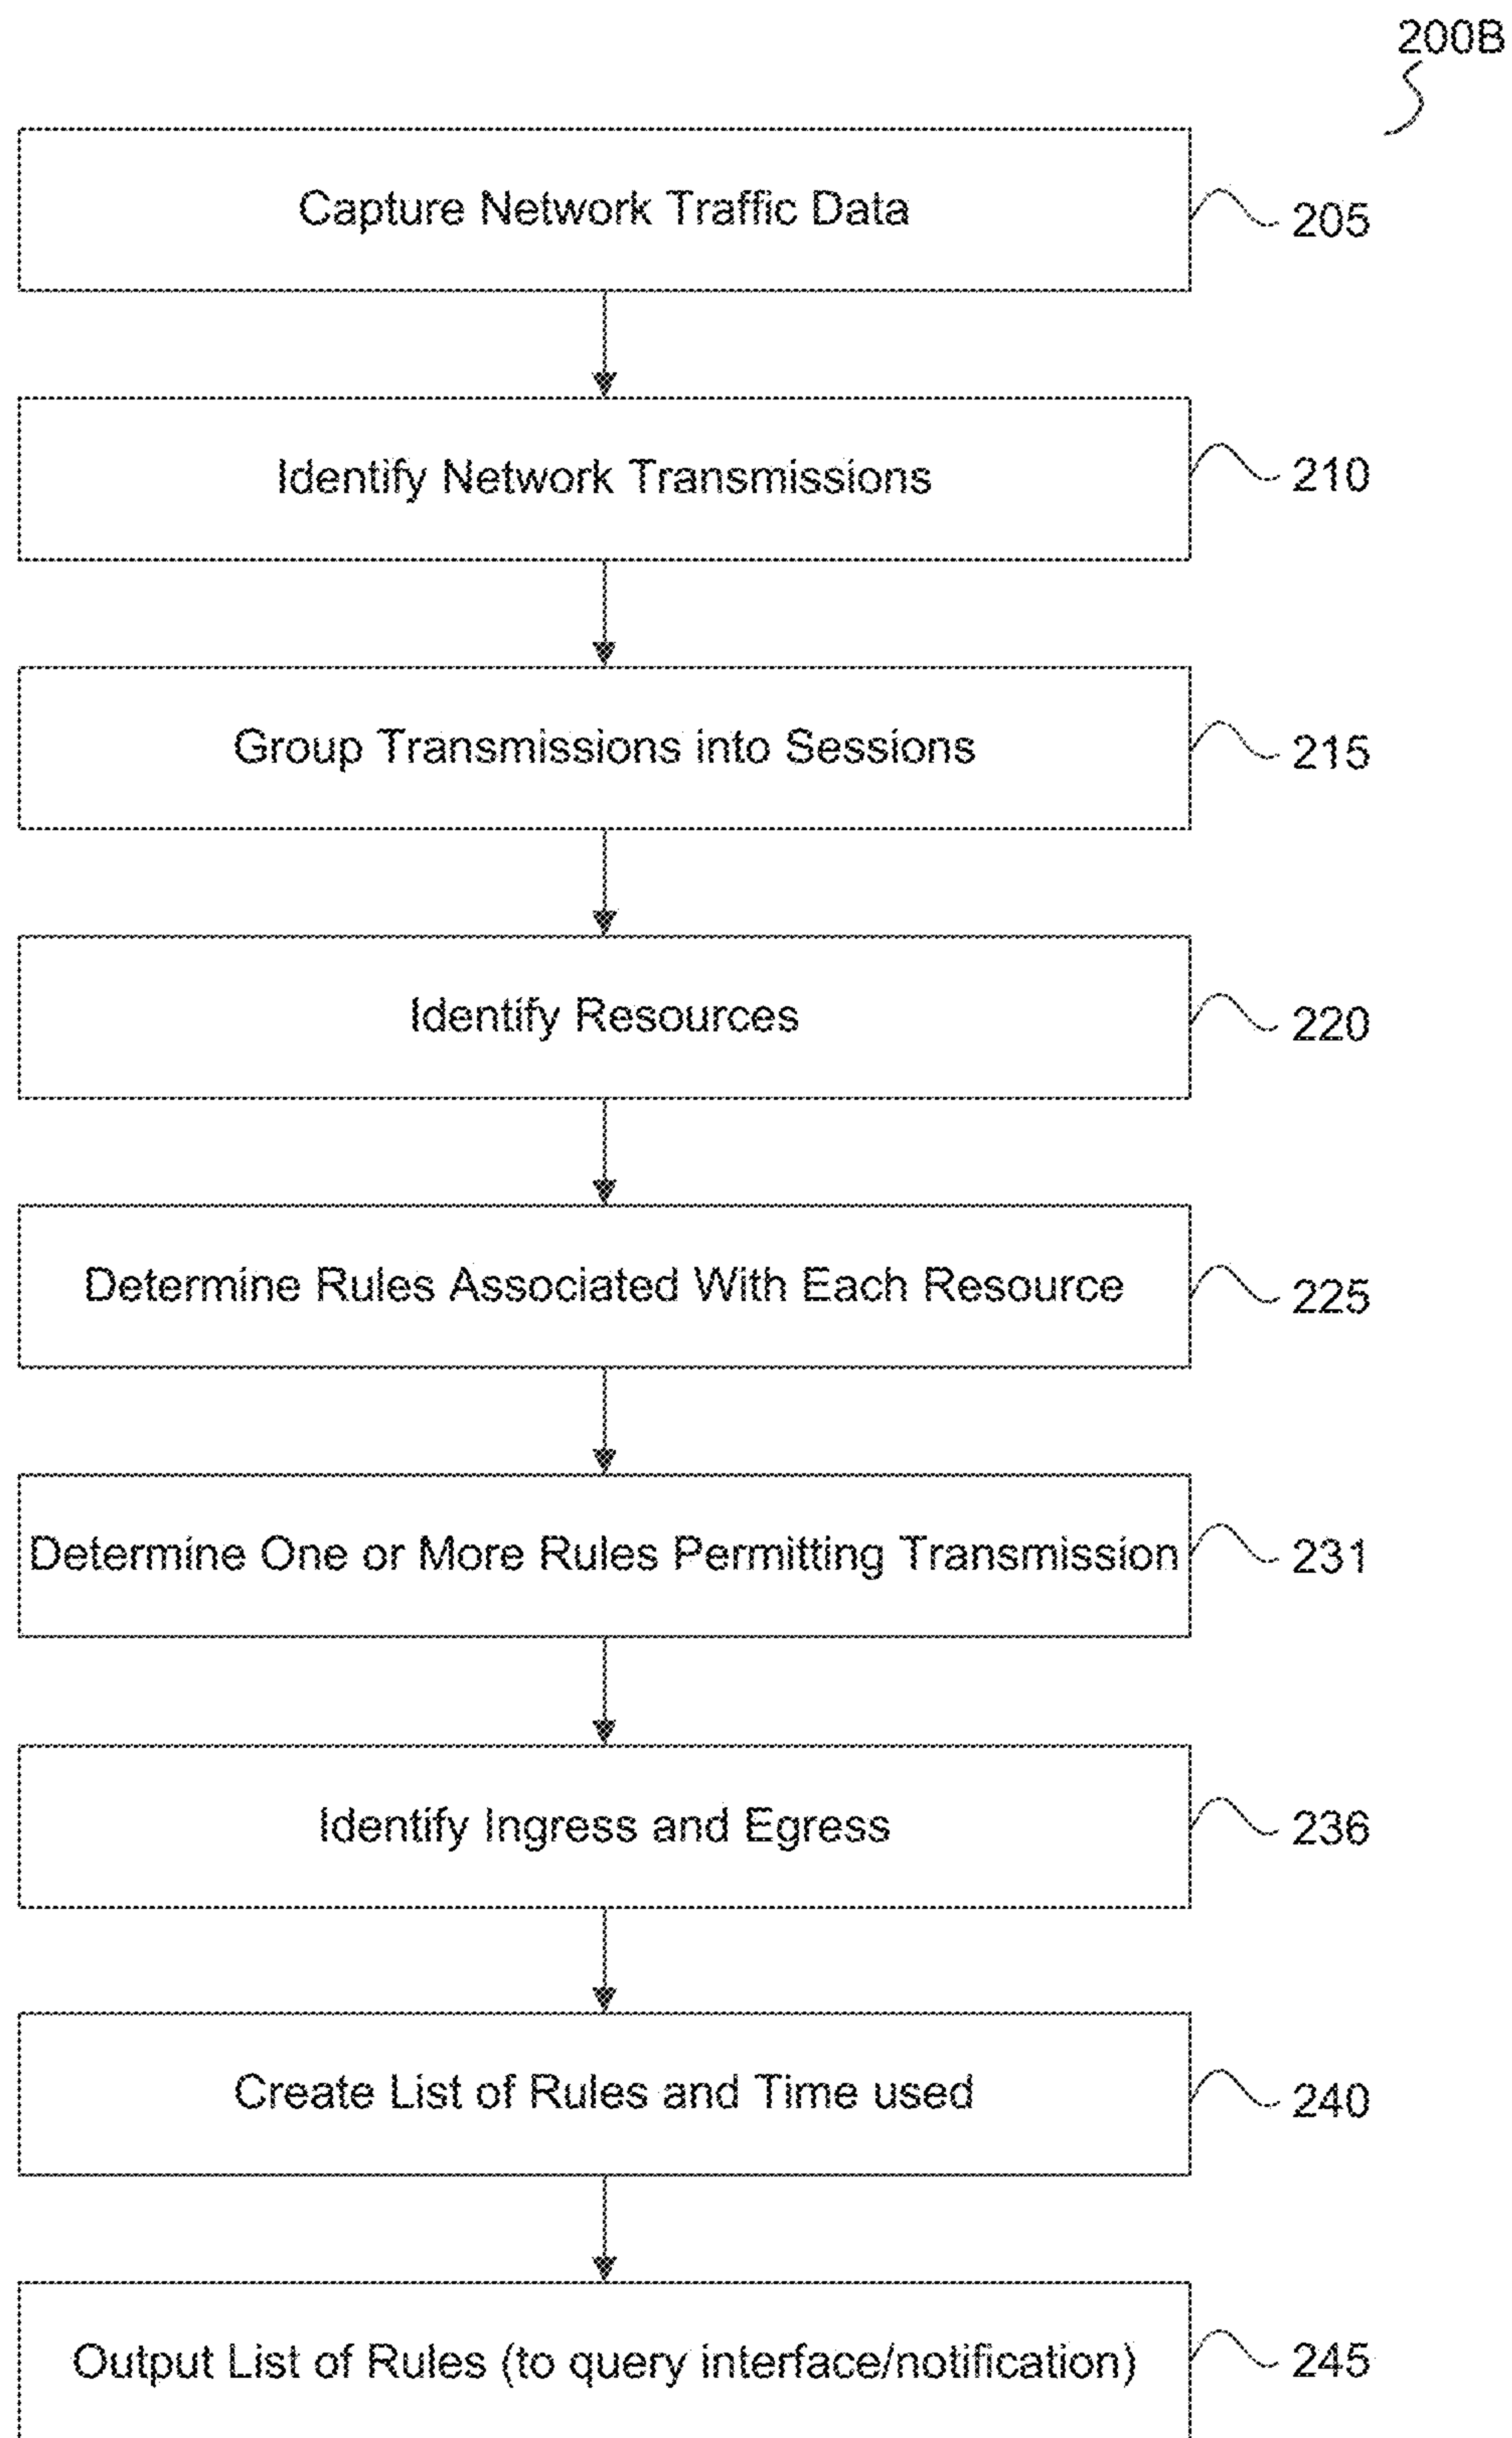 200B
Capture Network Traffic Data
205
Identify Network Transmissions
210
Group Transmissions into Sessions
215
Identify Resources
220
Determine Rules Associated With Each Resource
225
Determine One or More Rules Permitting Transmission
231
Identify Ingress and Egress
236
Create List of Rules and Time used
240
Output List of Rules (to query interface/notification)
245